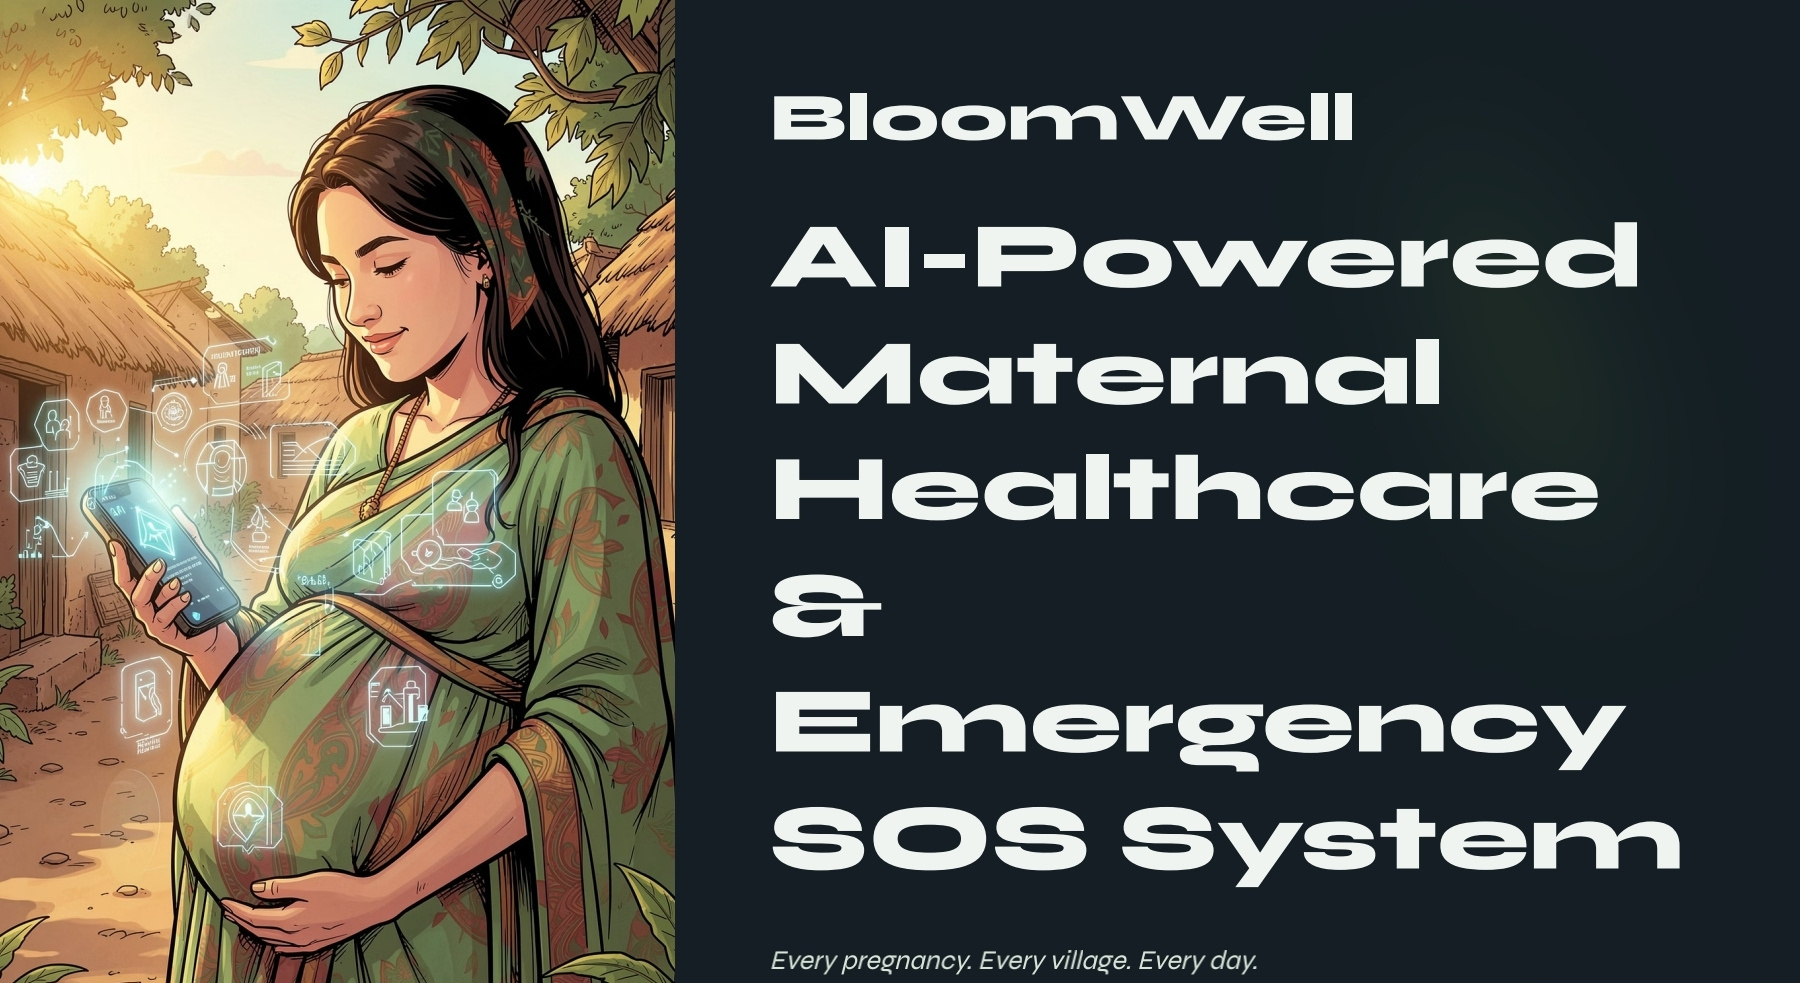 BloomWell
AI-Powered
Maternal
Healthcare
&
Emergency
SOS System
Every pregnancy. Every village. Every day.